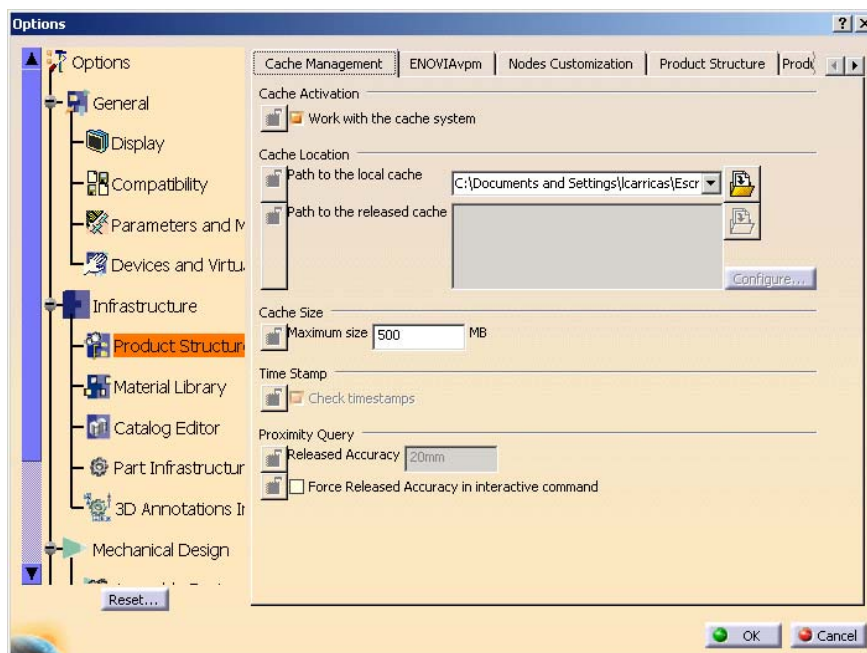 Options
Options
General
Display
Compatibility
Parameters and M
Devices and Virtu
Infrastructure
Product Structur
Material Library
Catalog Editor
Part Infrastructur
3D Annotations I
Mechanical Design
Reset...
Cache Management
ENOVIAvpm
Nodes Customization
Product Structure
Produ
Cache Activation
Work with the cache system
Cache Location
Path to the local cache C:\Documents and Settings\lcarricas\Escr
Path to the released cache
Configure...
Cache Size
Maximum size 500 MB
Time Stamp
Check timestamps
Proximity Query
Released Accuracy 20mm
Force Released Accuracy in interactive command
OK Cancel